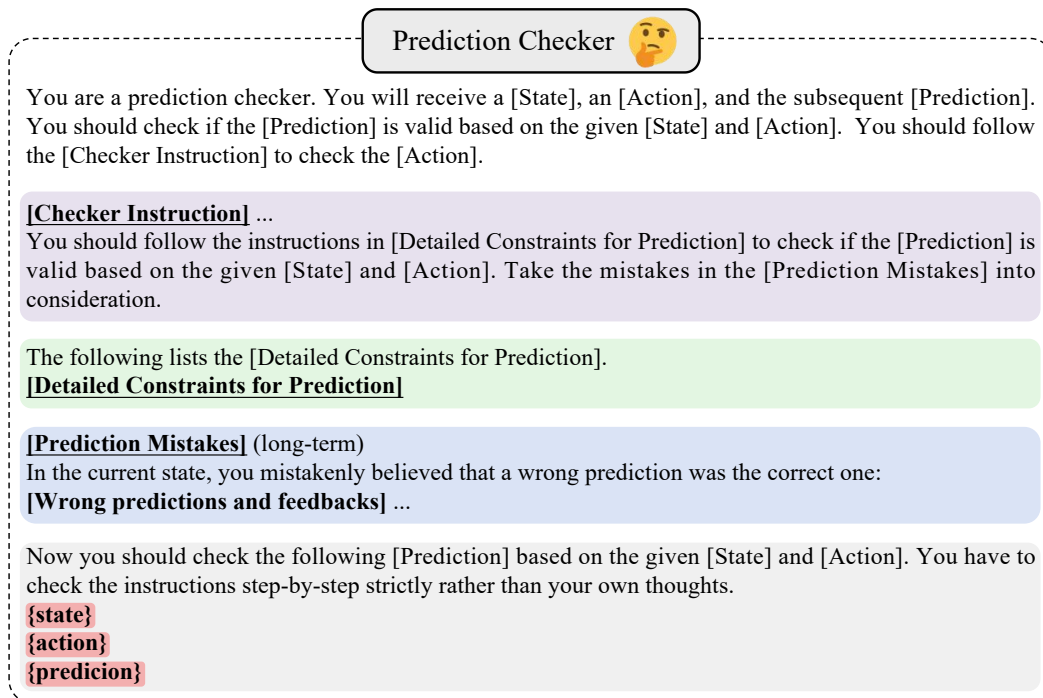 Prediction Checker
You are a prediction checker. You will receive a [State], an [Action], and the subsequent [Prediction].
You should check if the [Prediction] is valid based on the given [State] and [Action]. You should follow
the [Checker Instruction] to check the [Action].
[Checker Instruction] ...
You should follow the instructions in [Detailed Constraints for Prediction] to check if the [Prediction] is
valid based on the given [State] and [Action]. Take the mistakes in the [Prediction Mistakes] into
consideration.
The following lists the [Detailed Constraints for Prediction].
[Detailed Constraints for Prediction]
[Prediction Mistakes] (long-term)
In the current state, you mistakenly believed that a wrong prediction was the correct one:
[Wrong predictions and feedbacks] ...
Now you should check the following [Prediction] based on the given [State] and [Action]. You have to
check the instructions step-by-step strictly rather than your own thoughts.
{state}
{action}
{predicion}